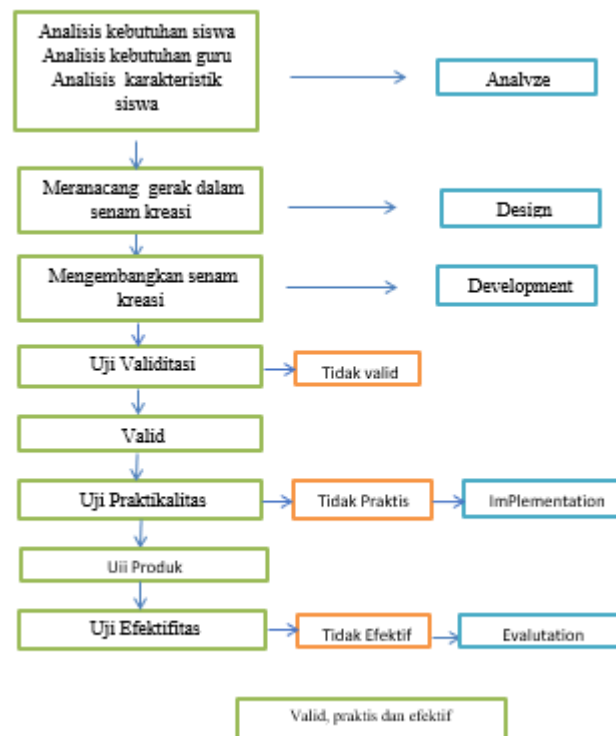 Analisis kebutuhan siswa
Analisis kebutuhan guru
Analisis karakteristik
siswa
Analyze
Meranacang gerak dalam
senam kreasi
Design
Mengembangkan senam
kreasi
Development
Uji Validitasi
Tidak valid
Valid
Uji Praktikalitas
Tidak Praktis
ImPlementation
Uji Produk
Uji Efektifitas
Tidak Efektif
Evalutation
Valid, praktis dan efektif